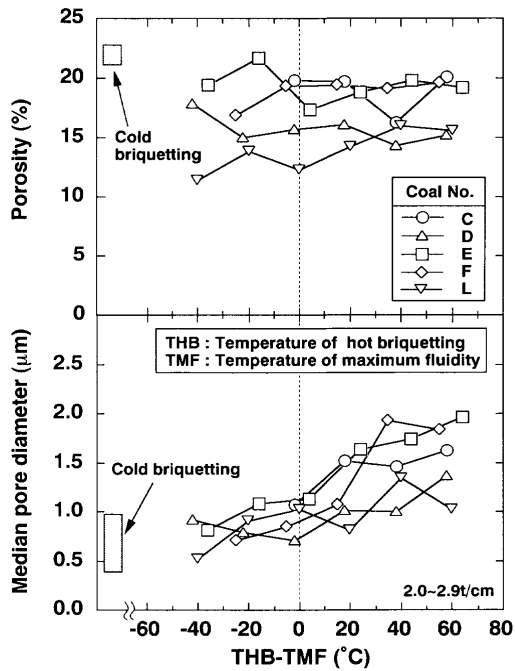 25
20
15
10
5
0
Porosity (%)
Cold
briquetting
Coal No.
C
D
E
F
L
THB : Temperature of hot briquetting
TMF : Temperature of maximum fluidity
2.5
2.0
1.5
1.0
0.5
0.0
Median pore diameter (μm)
Cold briquetting
2.0~2.9t/cm
-60 -40 -20 0 20 40 60 80
THB-TMF (˚C)